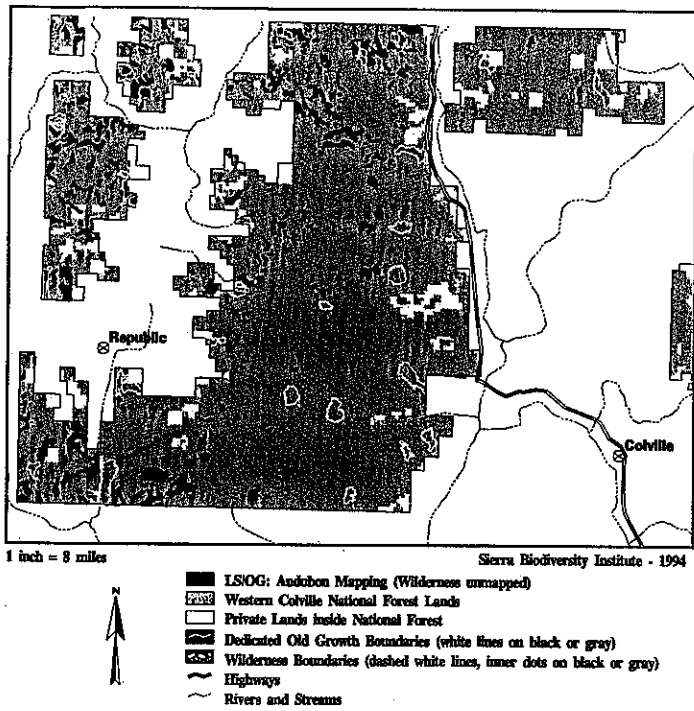 Republic
Colville
1 inch = 8 miles
Sierra Biodiversity Institute - 1994
N
LS/OG: Audobon Mapping (Wilderness unmapped)
Western Colville National Forest Lands
Private Lands inside National Forest
Dedicated Old Growth Boundaries (white lines on black or gray)
Wilderness Boundaries (dashed white lines, inner dots on black or gray)
Highways
Rivers and Streams